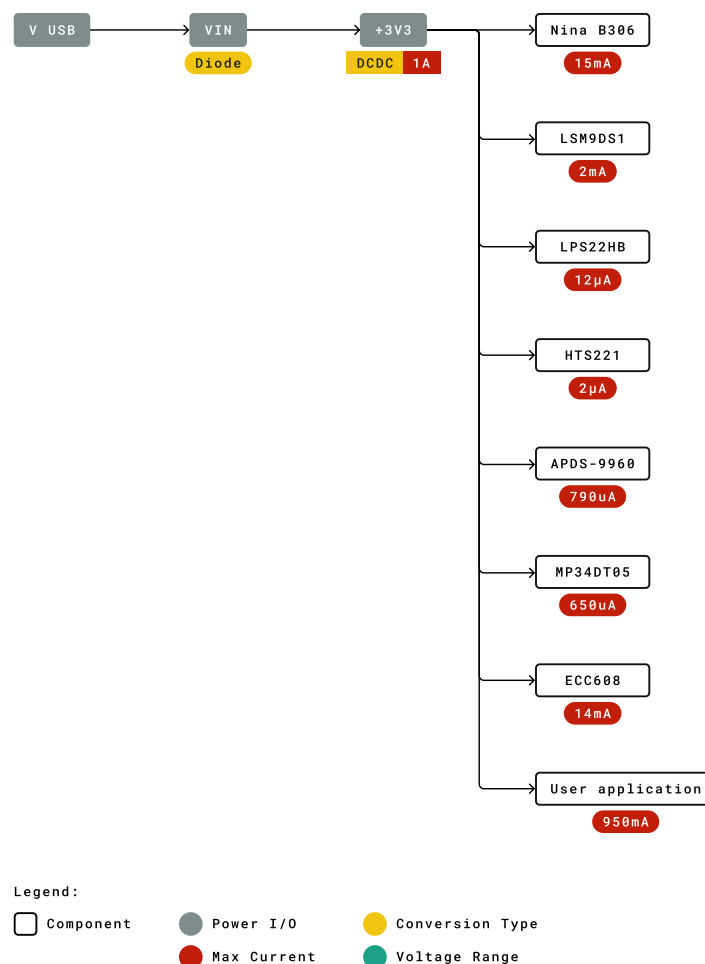 V USB
VIN
+3V3
Nina B306
Diode
DCDC
1A
15mA
LSM9DS1
2mA
LPS22HB
12µA
HTS221
2µA
APDS-9960
790uA
MP34DT05
650uA
ECC608
14mA
User application
950mA
Legend:
Component
Power I/O
Conversion Type
Max Current
Voltage Range